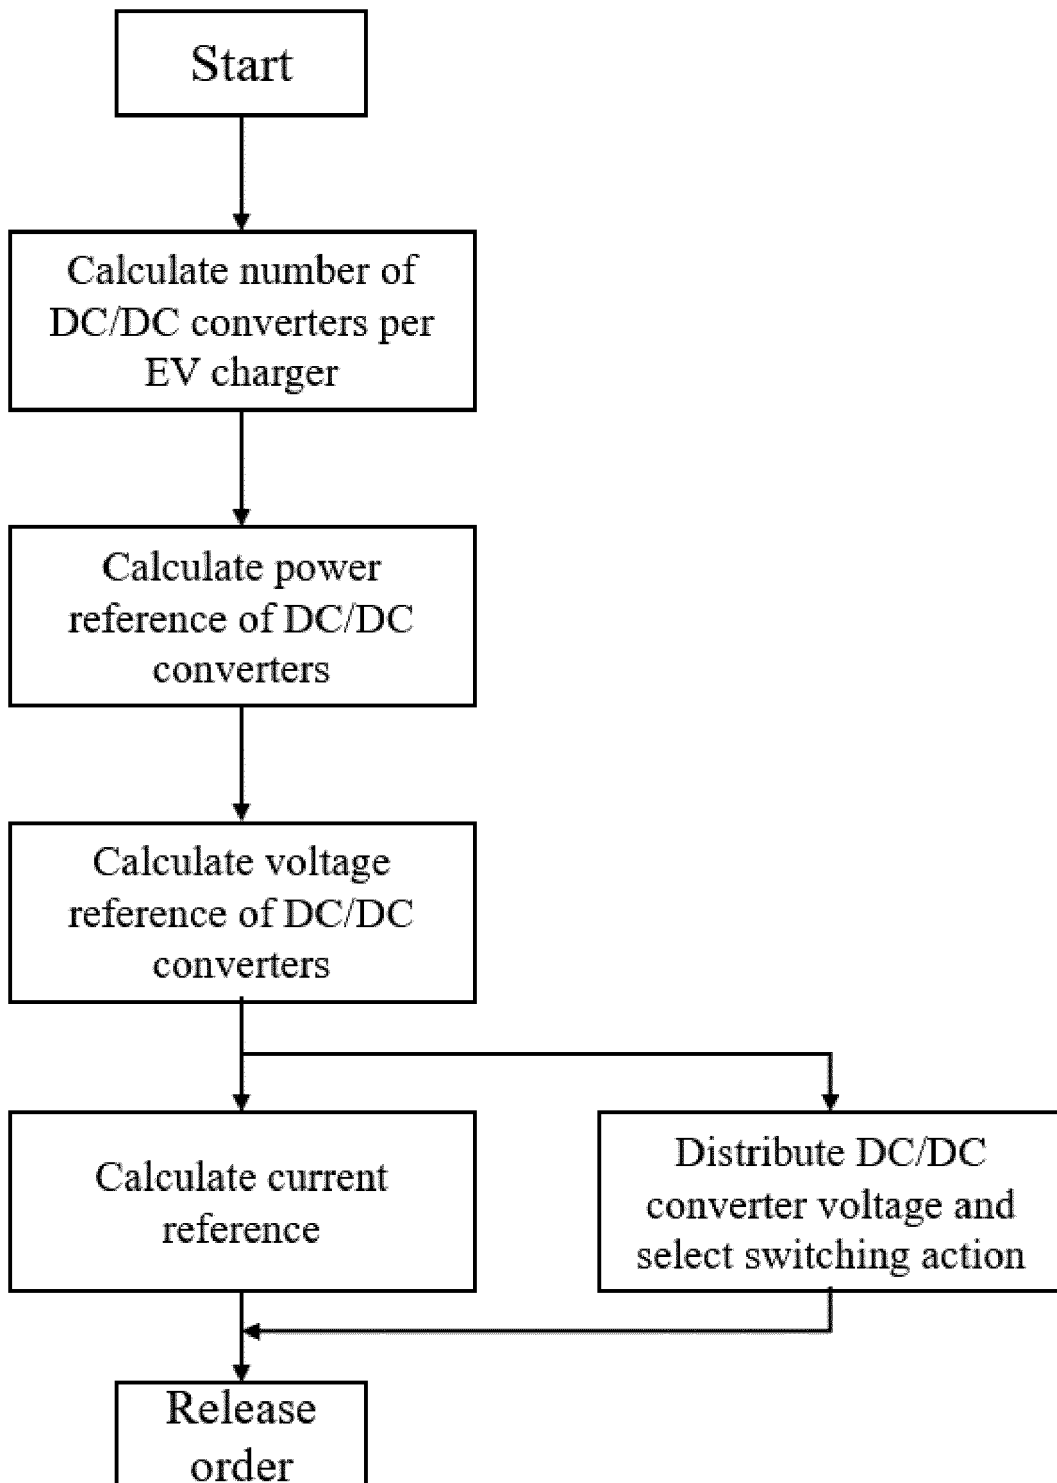 Start
Calculate number of
DC/DC converters per
EV charger
Calculate power
reference of DC/DC
converters
Calculate voltage
reference of DC/DC
converters
Calculate current
reference
Distribute DC/DC
converter voltage and
select switching action
Release
order